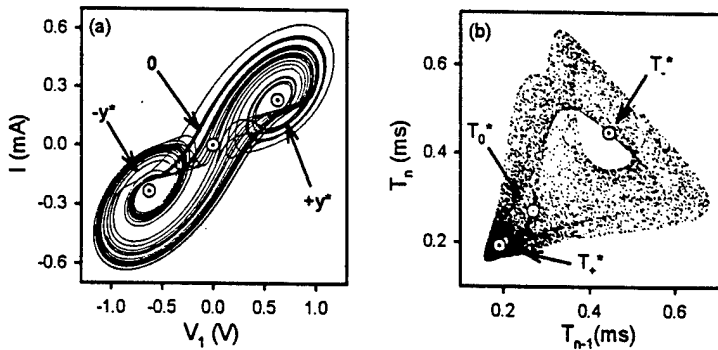 (a)
0
-y*
+y*
I (mA)
0.6
0.3
0.0
-0.3
-0.6
-1.0 -0.5 0.0 0.5 1.0
V1 (V)
(b)
T-*
T0*
T+*
Tn (ms)
0.6
0.4
0.2
0.2 0.4 0.6
Tn-1(ms)